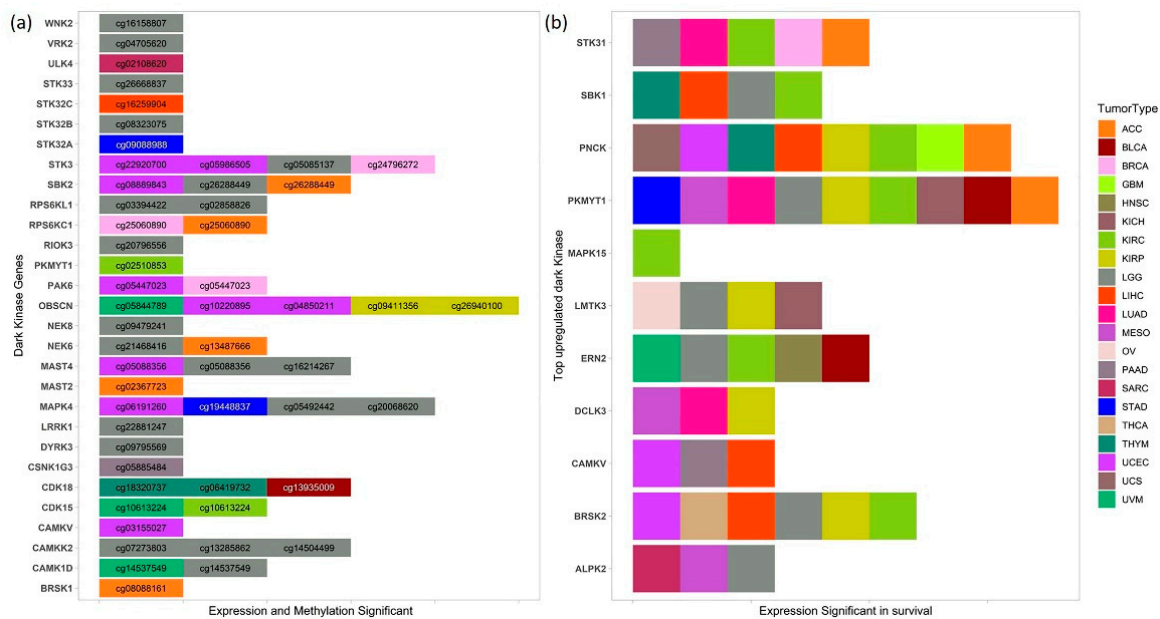 (a)
Dark Kinase Genes
WNK2 cg16158807
VRK2 cg04705620
ULK4 cg02108620
STK33 cg26668837
STK32C cg16259904
STK32B cg08323075
STK32A cg09088988
STK3 cg22920700 cg05986505 cg05085137 cg24796272
SBK2 cg08889843 cg26288449 cg26288449
RPS6KL1 cg03394422 cg02858826
RPS6KC1 cg25060890 cg25060890
RIOK3 cg20796556
PKMYT1 cg02510853
PAK6 cg05447023 cg05447023
OBSCN cg05844789 cg10220895 cg04850211 cg09411356 cg26940100
NEK8 cg09479241
NEK6 cg21468416 cg13487666
MAST4 cg05088356 cg05088356 cg16214267
MAST2 cg02367723
MAPK4 cg06191260 cg19448837 cg05492442 cg20068620
LRRK1 cg22881247
DYRK3 cg09795569
CSNK1G3 cg05885484
CDK18 cg18320737 cg06419732 cg13935009
CDK15 cg10613224 cg10613224
CAMKV cg03155027
CAMKK2 cg07273803 cg13285862 cg14504499
CAMK1D cg14537549 cg14537549
BRSK1 cg08088161
Expression and Methylation Significant
(b)
Top upregulated dark Kinase
STK31
SBK1
PNCK
PKMYT1
MAPK15
LMTK3
ERN2
DCLK3
CAMKV
BRSK2
ALPK2
Expression Significant in survival
TumorType
ACC
BLCA
BRCA
GBM
HNSC
KICH
KIRC
KIRP
LGG
LIHC
LUAD
MESO
OV
PAAD
SARC
STAD
THCA
THYM
UCEC
UCS
UVM